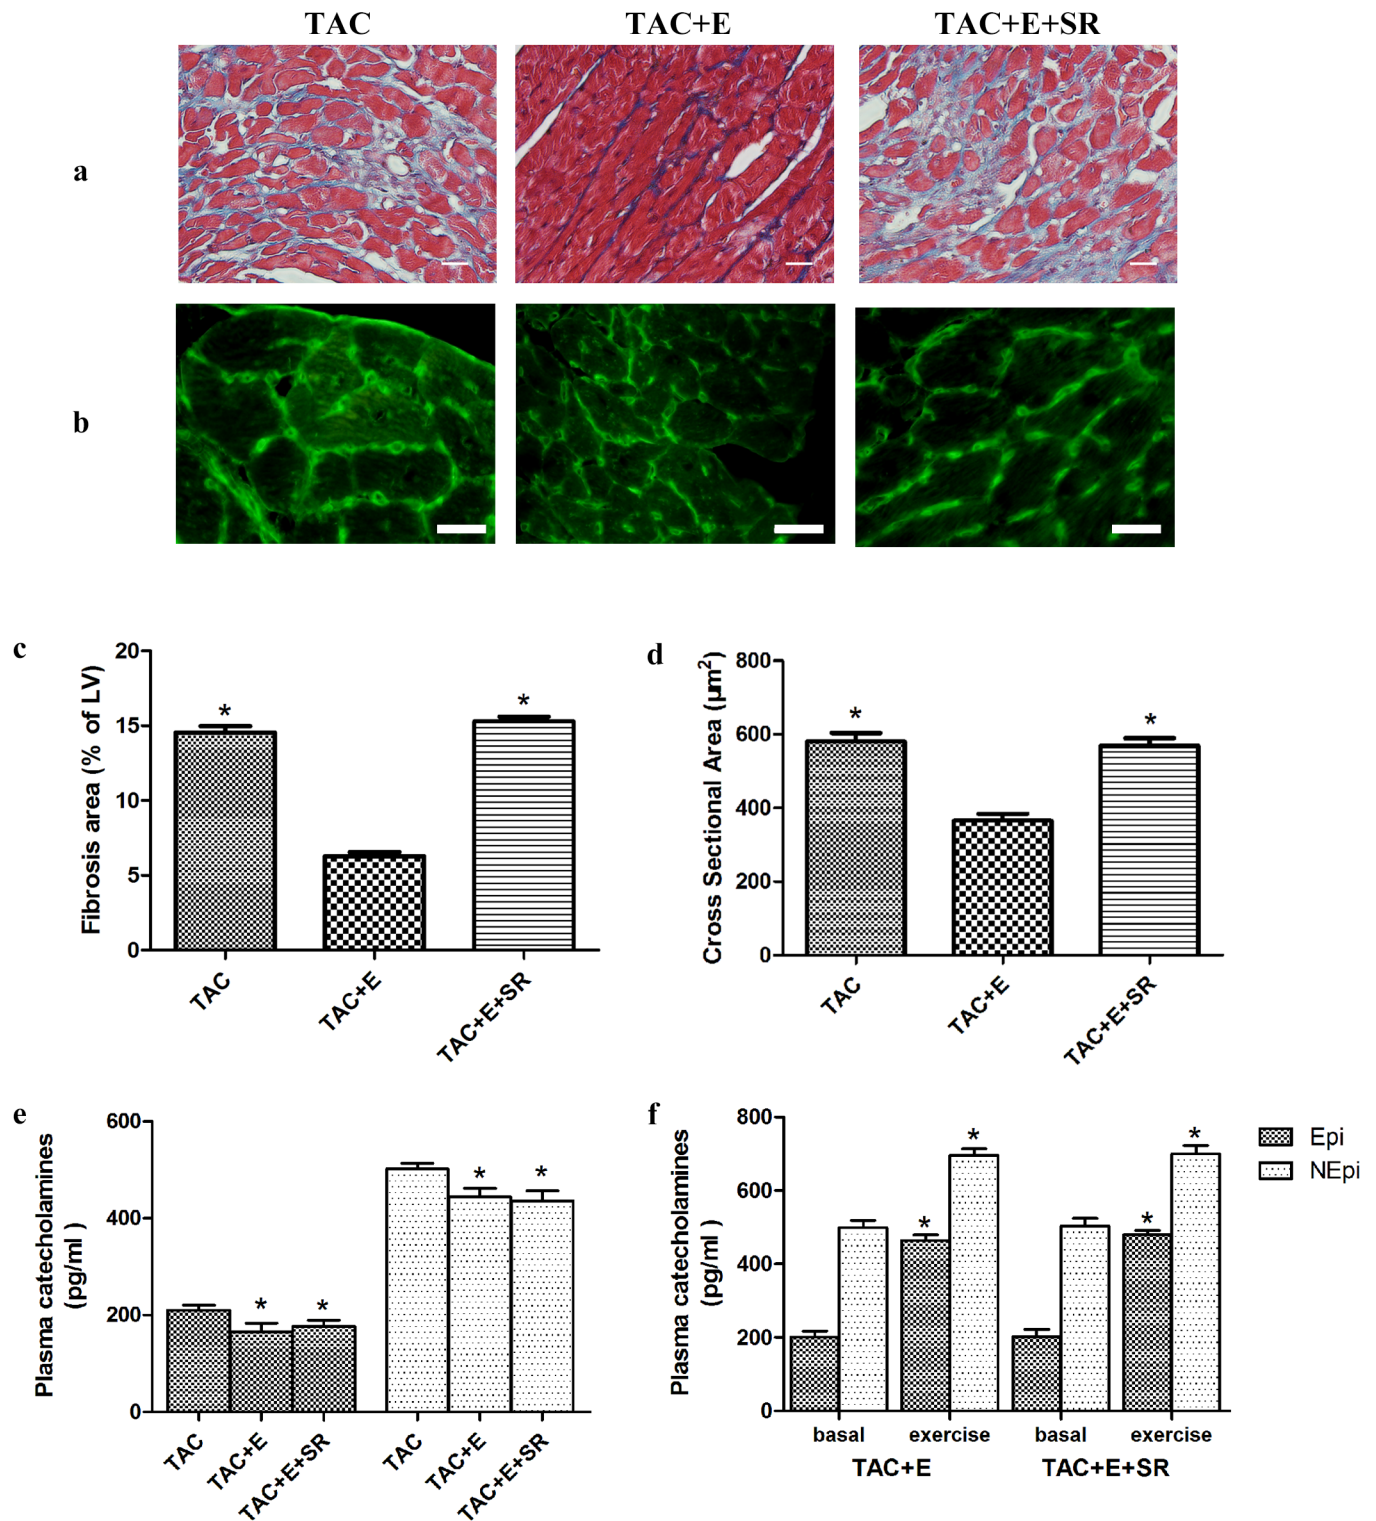 TAC TAC+E TAC+E+SR
a
b
c
Fibrosis area (% of LV)
20
15
10
5
0
* *
TAC TAC+E TAC+E+SR
d
Cross Sectional Area (µm²)
800
600
400
200
0
* *
TAC TAC+E TAC+E+SR
e
Plasma catecholamines
(pg/ml )
600
400
200
0
* * * *
TAC TAC+E TAC+E+SR TAC TAC+E TAC+E+SR
f
Plasma catecholamines
(pg/ml )
800
600
400
200
0
* * * *
basal exercise basal exercise
TAC+E TAC+E+SR
Epi
NEpi